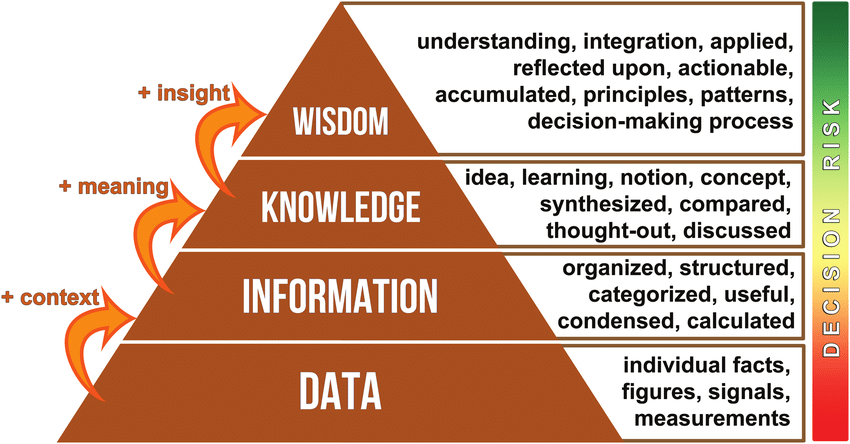 understanding, integration, applied,
reflected upon, actionable,
accumulated, principles, patterns,
decision-making process
+ insight
WISDOM
idea, learning, notion, concept,
synthesized, compared,
thought-out, discussed
+ meaning
KNOWLEDGE
organized, structured,
categorized, useful,
condensed, calculated
+ context
INFORMATION
individual facts,
figures, signals,
measurements
DATA
DECISION RISK